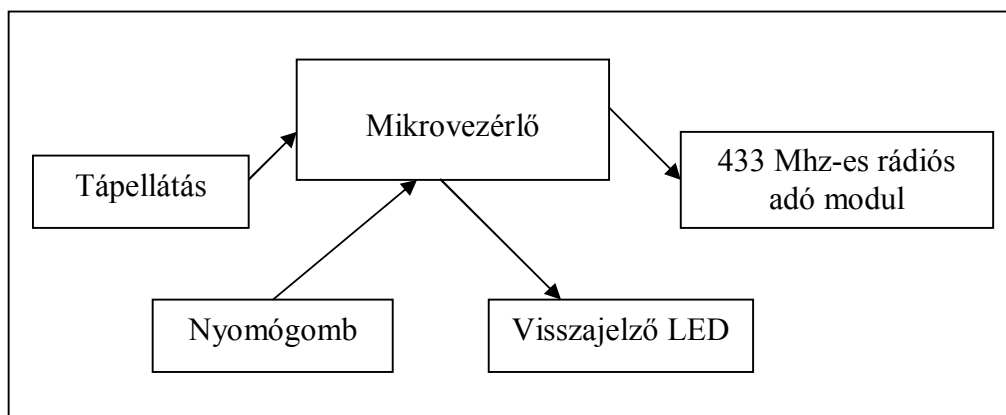 Mikrovezérlő
Tápellátás
433 Mhz-es rádiós
adó modul
Nyomógomb
Visszajelző LED